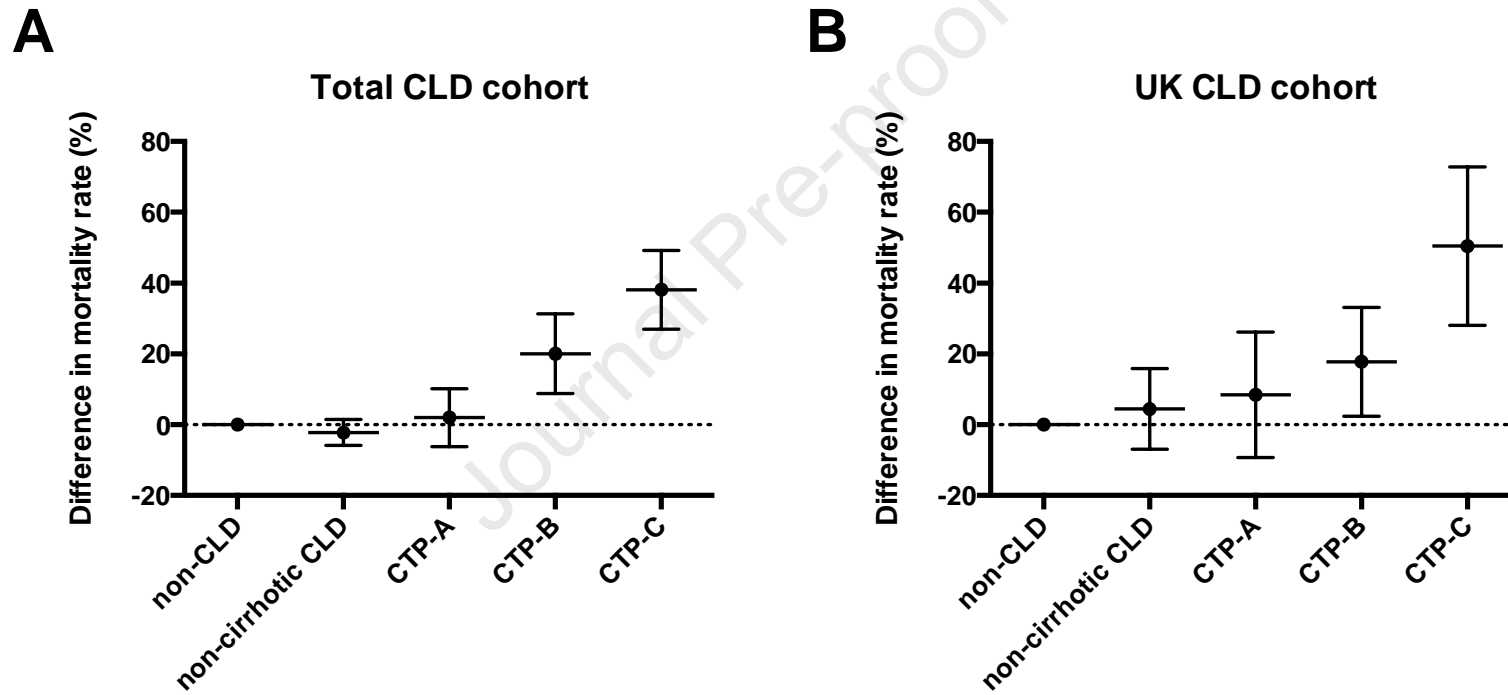 A
Total CLD cohort
Difference in mortality rate (%)
80
60
40
20
0
-20
non-CLD
non-cirrhotic CLD
CTP-A
CTP-B
CTP-C
B
UK CLD cohort
Difference in mortality rate (%)
80
60
40
20
0
-20
non-CLD
non-cirrhotic CLD
CTP-A
CTP-B
CTP-C
Journal Pre-proof